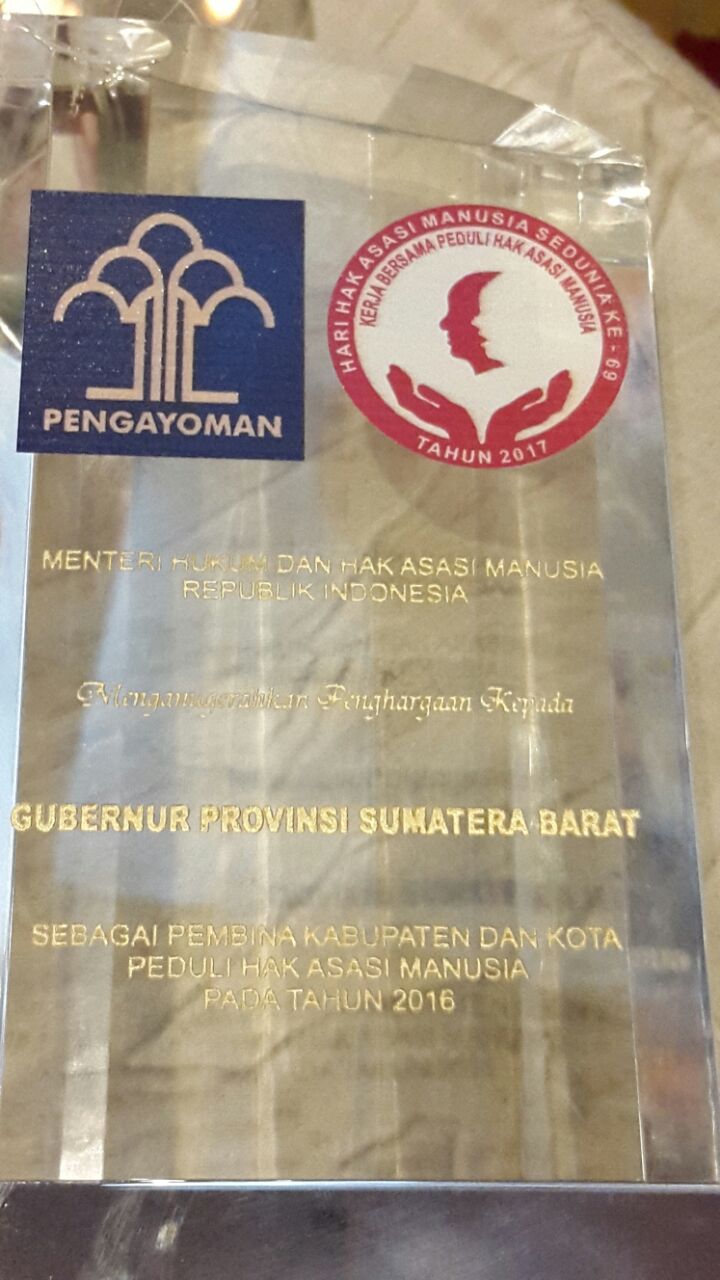 PENGAYOMAN
HARI HAK ASASI MANUSIA SEDUNIA KE - 69
KERJA BERSAMA PEDULI HAK ASASI MANUSIA
TAHUN 2017
MENTERI HUKUM DAN HAK ASASI MANUSIA
REPUBLIK INDONESIA
Menganugerahkan Penghargaan Kepada
GUBERNUR PROVINSI SUMATERA BARAT
SEBAGAI PEMBINA KABUPATEN DAN KOTA
PEDULI HAK ASASI MANUSIA
PADA TAHUN 2016